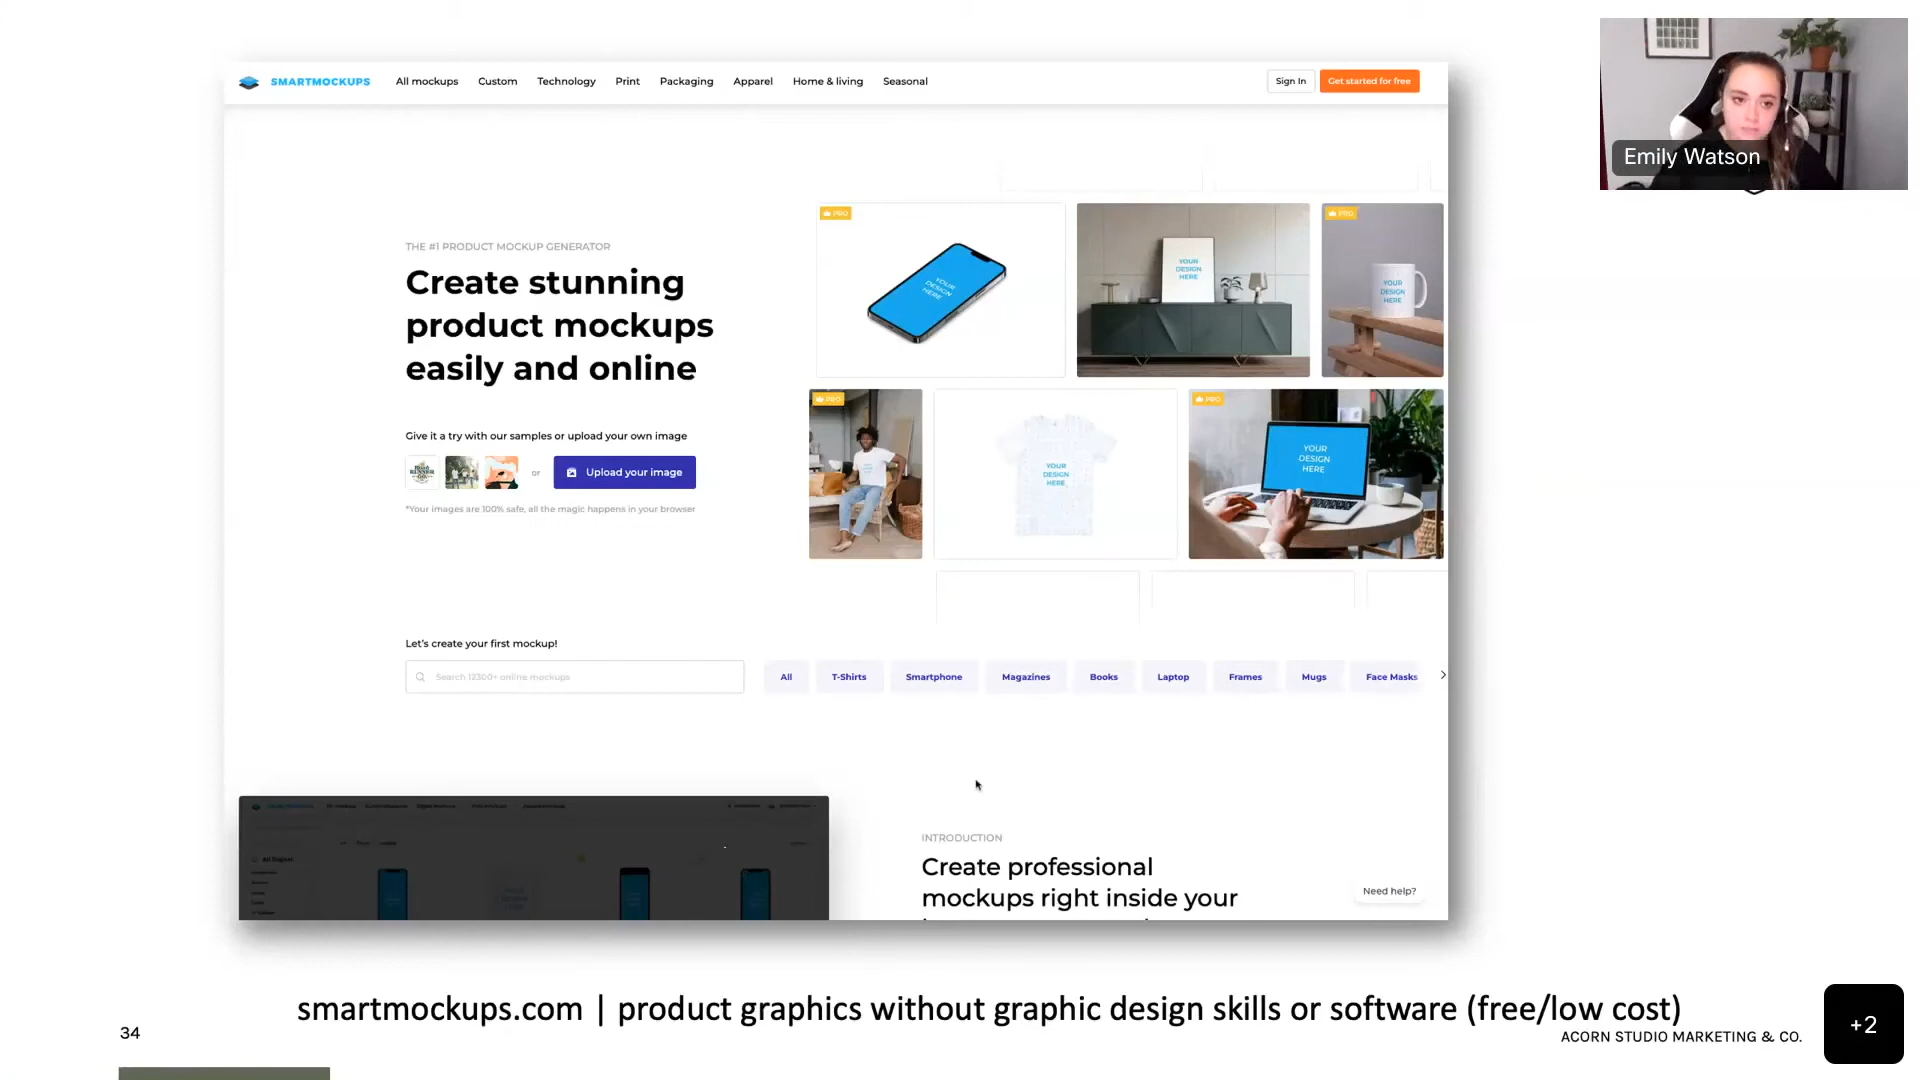 SMARTMOCKUPS All mockups Custom Technology Print Packaging Apparel Home & living Seasonal Sign In Get started for free
Emily Watson
THE #1 PRODUCT MOCKUP GENERATOR
Create stunning
product mockups
easily and online
Give it a try with our samples or upload your own image
or Upload your image
*Your images are 100% safe, all the magic happens in your browser
PRO
YOUR
DESIGN
HERE
YOUR
DESIGN
HERE
PRO
YOUR
DESIGN
HERE
PRO
YOUR
DESIGN
HERE
PRO
YOUR
DESIGN
HERE
Let's create your first mockup!
Search 12300+ online mockups
All T-Shirts Smartphone Magazines Books Laptop Frames Mugs Face Masks
INTRODUCTION
Create professional
mockups right inside your
Need help?
smartmockups.com | product graphics without graphic design skills or software (free/low cost)
34
ACORN STUDIO MARKETING & CO.
+2